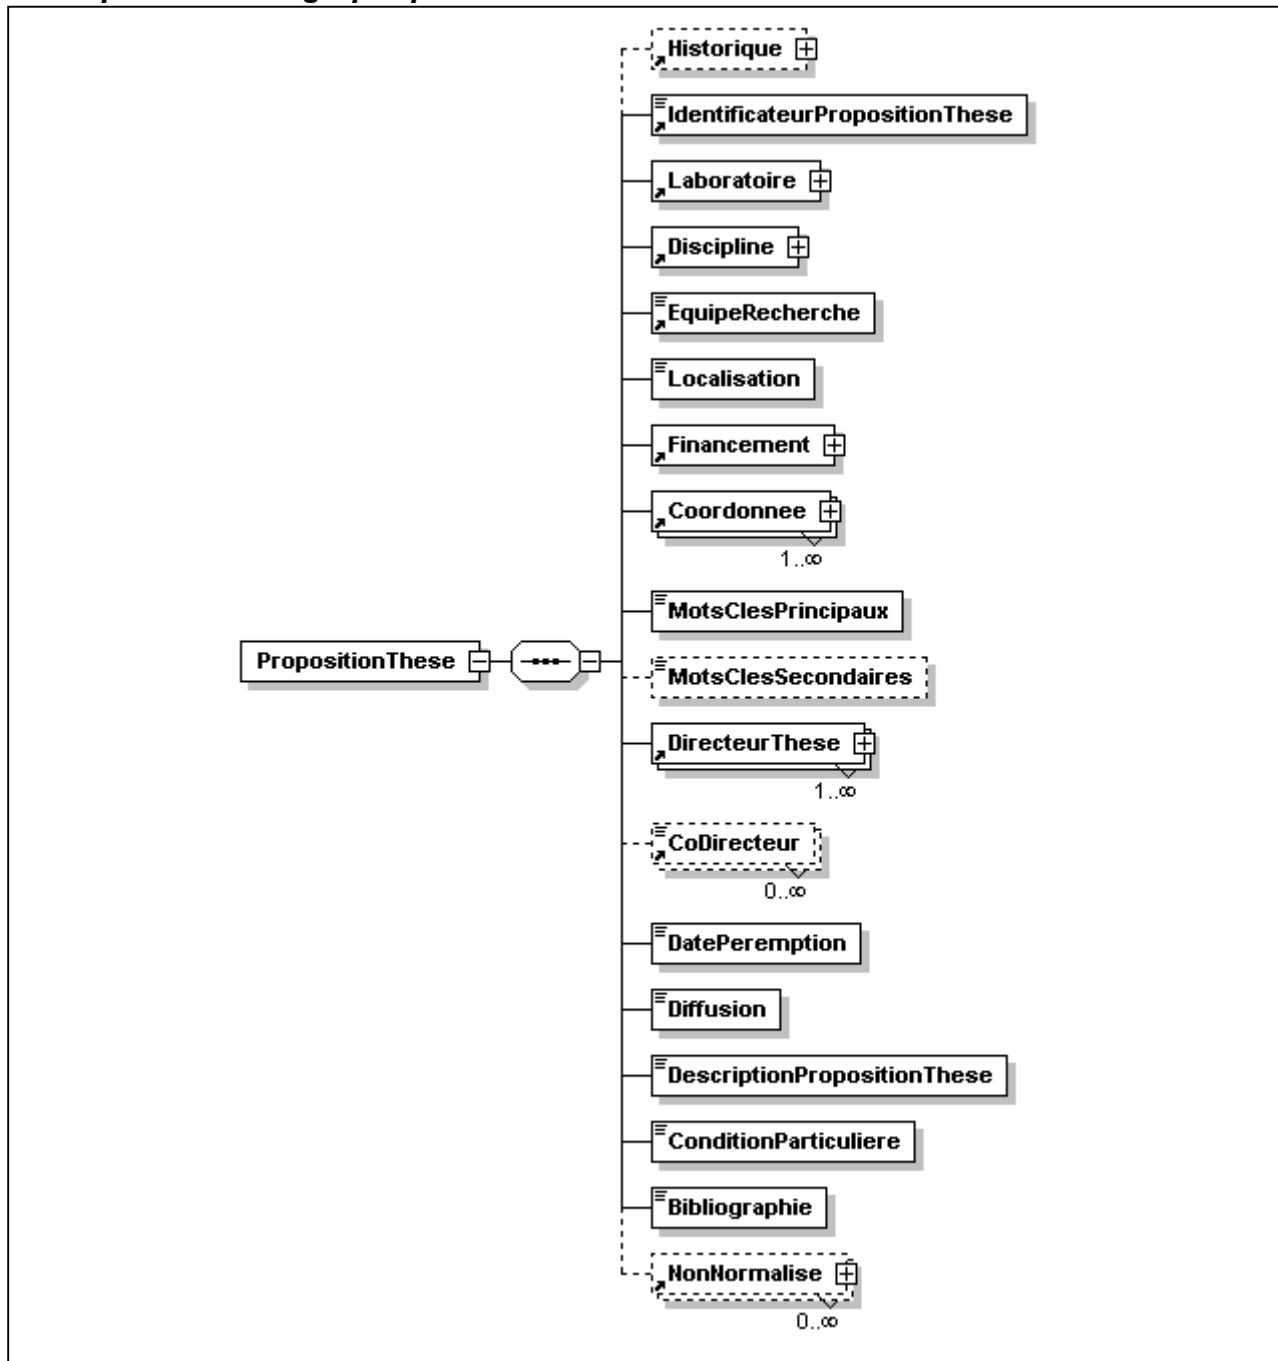 Historique
IdentificateurPropositionThese
Laboratoire
Discipline
EquipeRecherche
Localisation
Financement
Coordonnee
1..∞
MotsClesPrincipaux
PropositionThese
MotsClesSecondaires
DirecteurThese
1..∞
CoDirecteur
0..∞
DatePeremption
Diffusion
DescriptionPropositionThese
ConditionParticuliere
Bibliographie
NonNormalise
0..∞